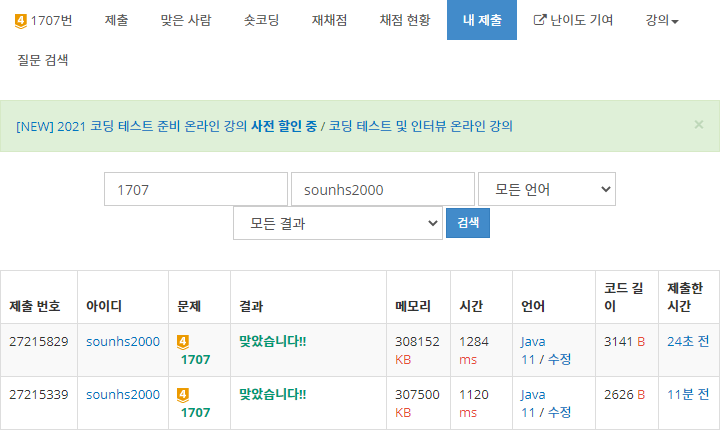 4 1707번 제출 맞은 사람 숏코딩 재채점 채점 현황 내 제출 난이도 기여 강의
질문 검색
[NEW] 2021 코딩 테스트 준비 온라인 강의 사전 할인 중 / 코딩 테스트 및 인터뷰 온라인 강의 ×
1707 sounhs2000 모든 언어
모든 결과 검색
제출 번호 아이디 문제 결과 메모리 시간 언어 코드 길이 제출한 시간
27215829 sounhs2000 4 1707 맞았습니다!! 308152 KB 1284 ms Java 11 / 수정 3141 B 24초 전
27215339 sounhs2000 4 1707 맞았습니다!! 307500 KB 1120 ms Java 11 / 수정 2626 B 11분 전